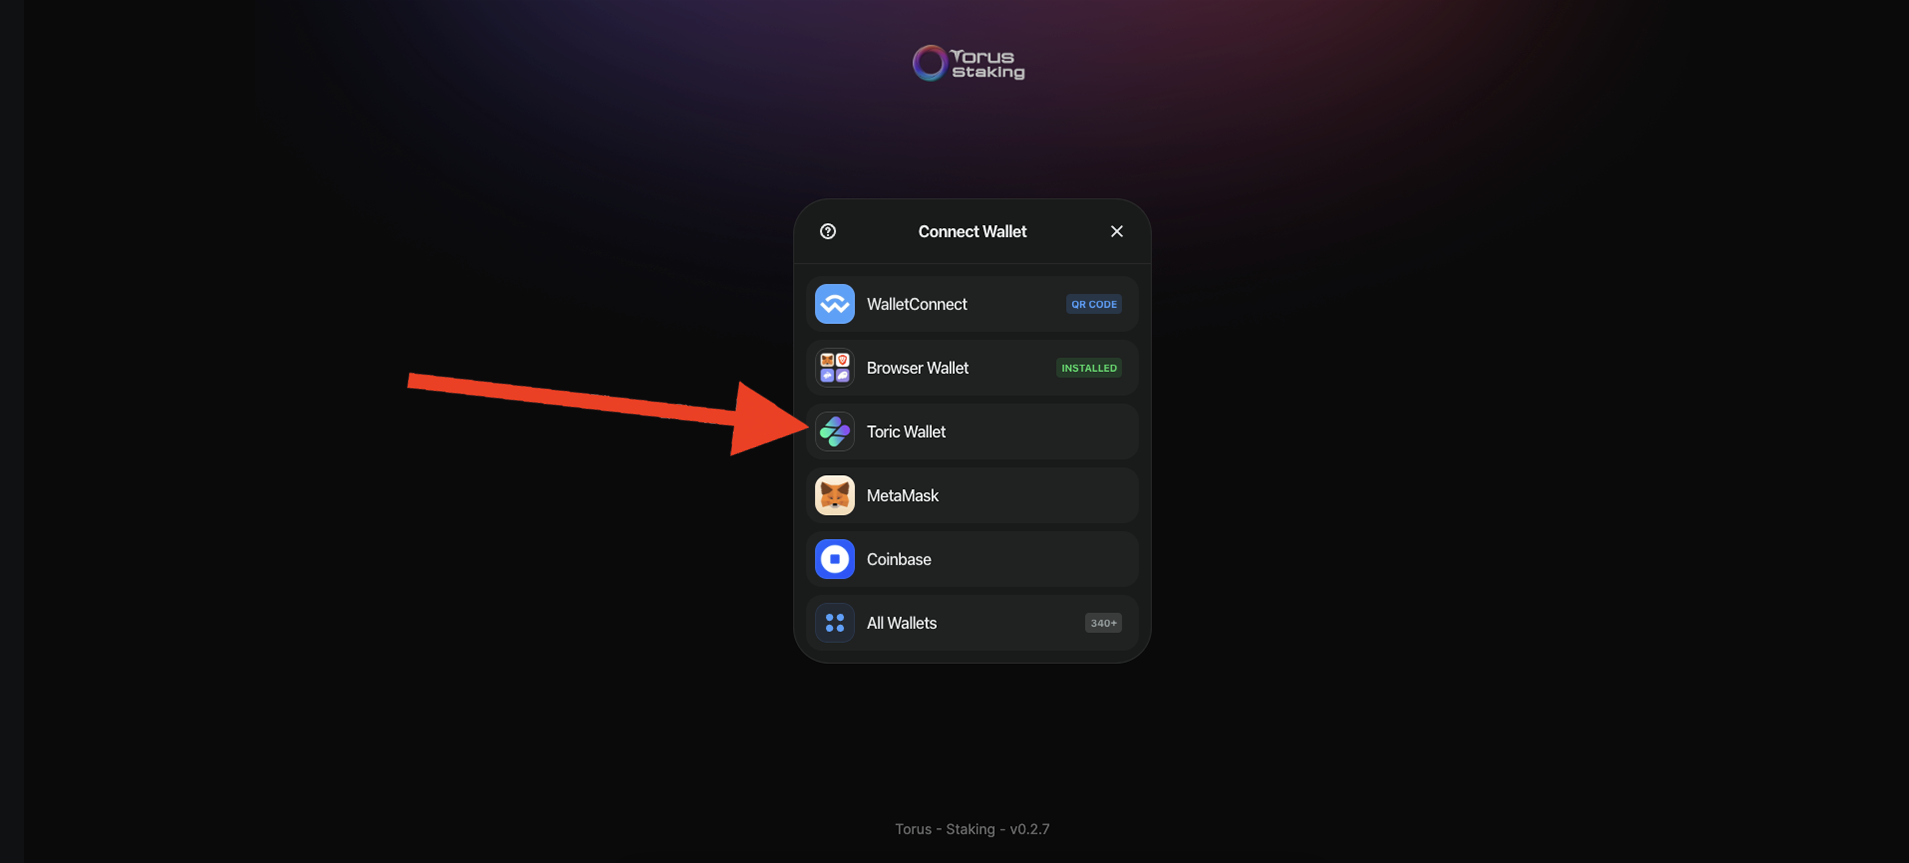 Torus
Staking
Connect Wallet
WalletConnect
QR CODE
Browser Wallet
INSTALLED
Toric Wallet
MetaMask
Coinbase
All Wallets
340+
Torus - Staking - v0.2.7